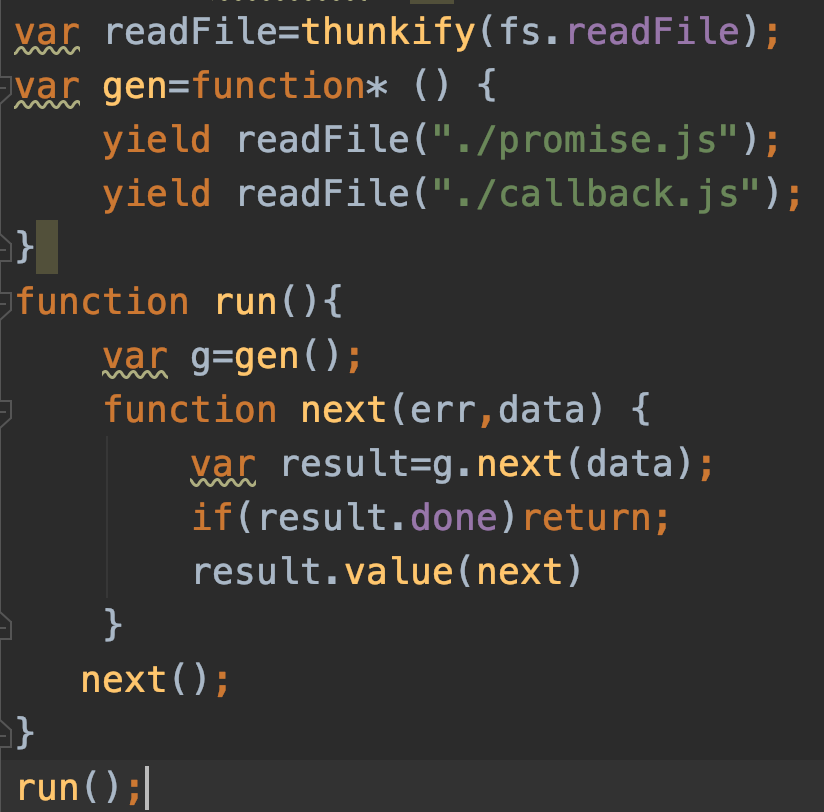 var readFile=thunkify(fs.readFile);
var gen=function* () {
    yield readFile("./promise.js");
    yield readFile("./callback.js");
}
function run(){
    var g=gen();
    function next(err,data) {
        var result=g.next(data);
        if(result.done)return;
        result.value(next)
    }
   next();
}
run();